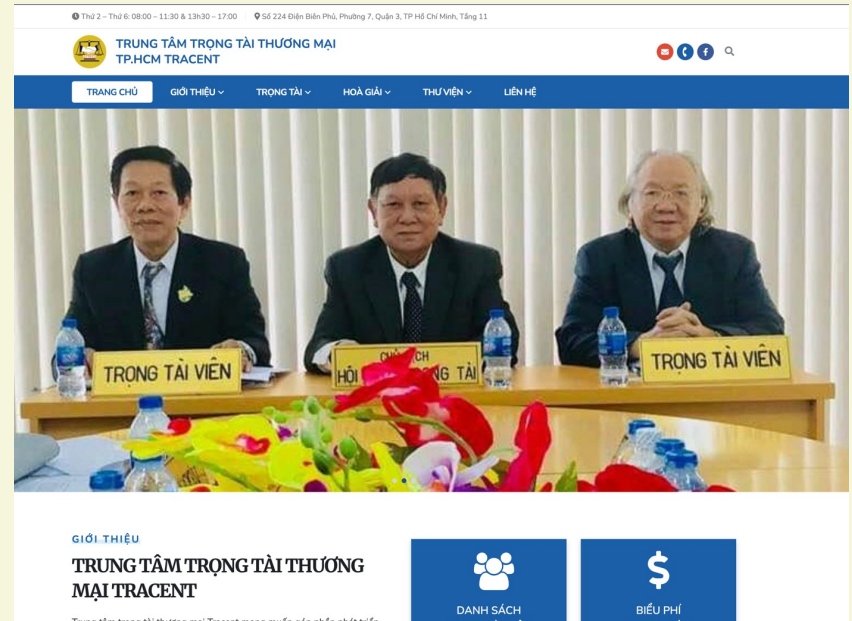 Thứ 2 – Thứ 6: 08:00 – 11:30 & 13h30 – 17:00
Số 224 Điện Biên Phủ, Phường 7, Quận 3, TP Hồ Chí Minh, Tầng 11
TRUNG TÂM TRỌNG TÀI THƯƠNG MẠI
TP.HCM TRACENT
TRANG CHỦ
GIỚI THIỆU
TRỌNG TÀI
HOÀ GIẢI
THƯ VIỆN
LIÊN HỆ
TRỌNG TÀI VIÊN
HỘI
TRỌNG TÀI VIÊN
GIỚI THIỆU
TRUNG TÂM TRỌNG TÀI THƯƠNG
MẠI TRACENT
DANH SÁCH
BIỂU PHÍ